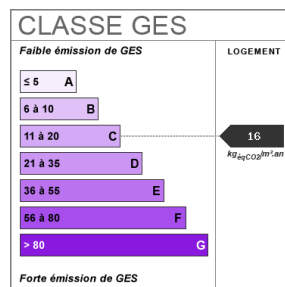 CLASSE GES
Faible émission de GES
LOGEMENT
≤ 5 A
6 à 10 B
11 à 20 C
16
kgéqCO2/m².an
21 à 35 D
36 à 55 E
56 à 80 F
> 80 G
Forte émission de GES